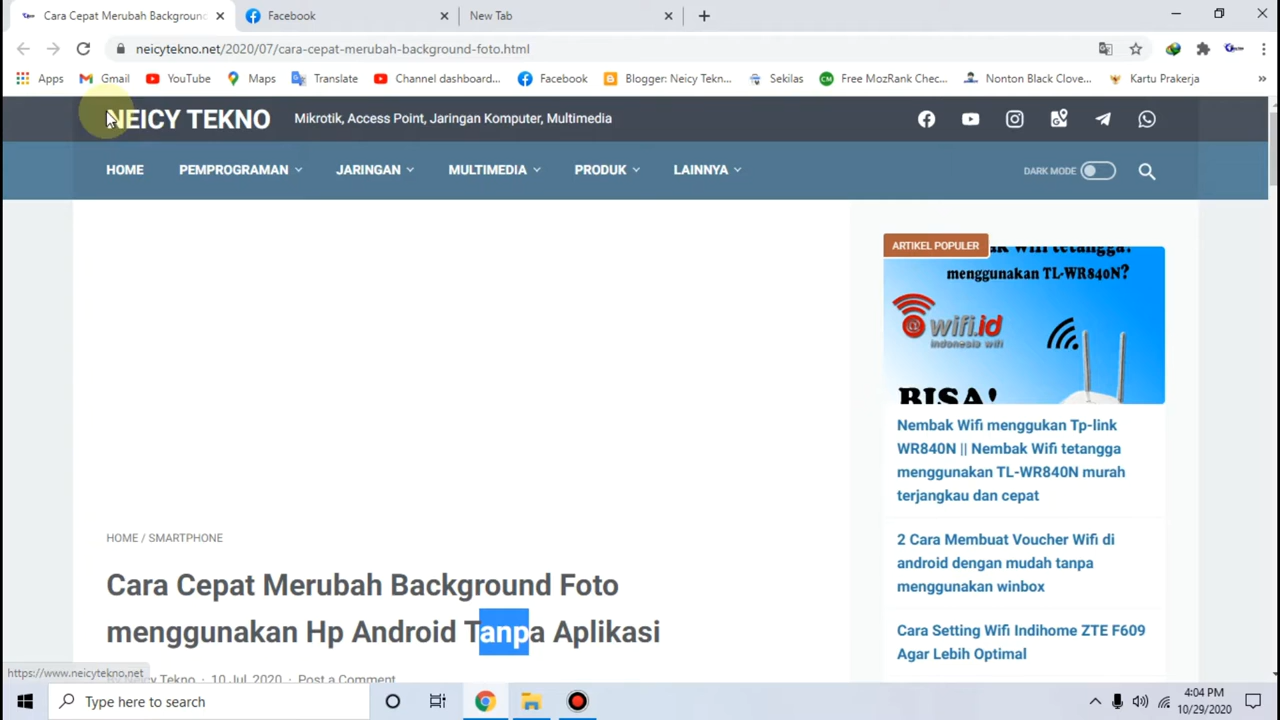 Cara Cepat Merubah Background
Facebook
New Tab
neicytekno.net/2020/07/cara-cepat-merubah-background-foto.html
Apps
Gmail
YouTube
Maps
Translate
Channel dashboard...
Facebook
Blogger: Neicy Tekn...
Sekilas
Free MozRank Chec...
Nonton Black Clove...
Kartu Prakerja
»
NEICY TEKNO
Mikrotik, Access Point, Jaringan Komputer, Multimedia
HOME
PEMPROGRAMAN
JARINGAN
MULTIMEDIA
PRODUK
LAINNYA
DARK MODE
ARTIKEL POPULER
menggunakan TL-WR840N?
@wifi.id
indonesia wifi
BISA!
Nembak Wifi menggukan Tp-link
WR840N || Nembak Wifi tetangga
menggunakan TL-WR840N murah
terjangkau dan cepat
2 Cara Membuat Voucher Wifi di
android dengan mudah tanpa
menggunakan winbox
Cara Setting Wifi Indihome ZTE F609
Agar Lebih Optimal
HOME / SMARTPHONE
Cara Cepat Merubah Background Foto
menggunakan Hp Android Tanpa Aplikasi
Neicy Tekno · 10 Jul, 2020 · Post a Comment
https://www.neicytekno.net
Type here to search
4:04 PM
10/29/2020